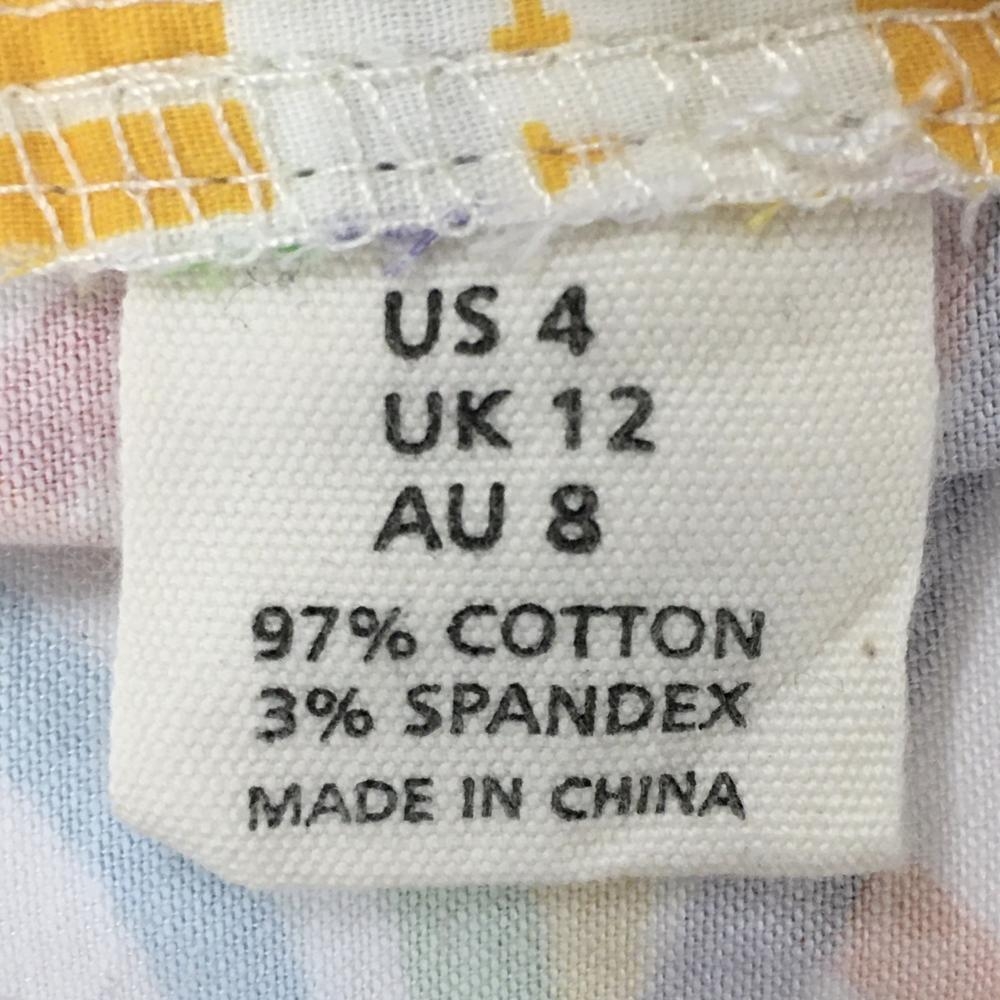 US 4
UK 12
AU 8
97% COTTON
3% SPANDEX
MADE IN CHINA